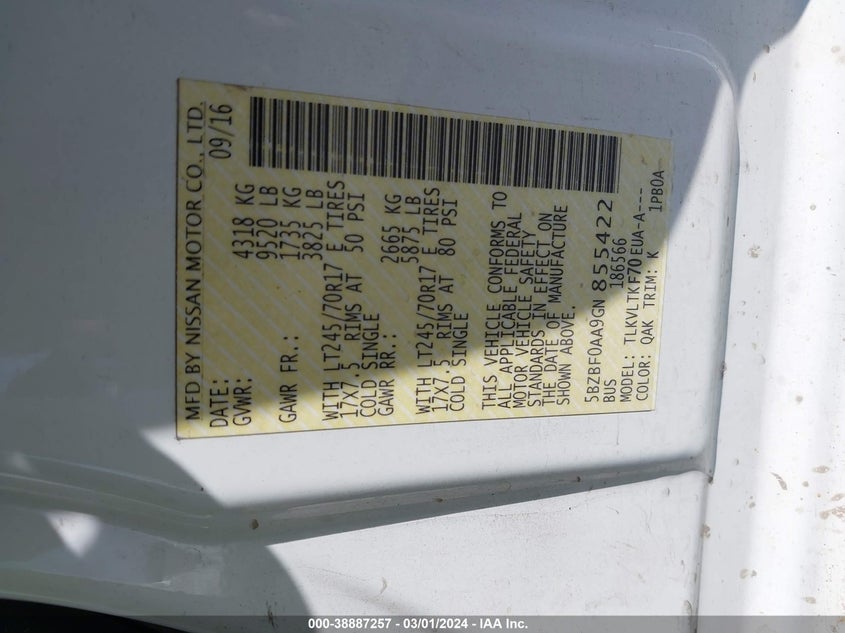 MFD BY NISSAN MOTOR CO., LTD.
DATE: 09/16
GVWR: 4318 KG
9520 LB
GAWR FR.: 1735 KG
3825 LB
WITH LT245/70R17 E TIRES
17X7.5 RIMS AT 50 PSI
COLD SINGLE
GAWR RR.: 2665 KG
5875 LB
WITH LT245/70R17 E TIRES
17X7.5 RIMS AT 80 PSI
COLD SINGLE
THIS VEHICLE CONFORMS TO
ALL APPLICABLE FEDERAL
MOTOR VEHICLE SAFETY
STANDARDS IN EFFECT ON
THE DATE OF MANUFACTURE
SHOWN ABOVE.
5BZBF0AA9GN855422
BUS 186566
MODEL: TLKVLTKF70EUA-A---
COLOR: QAK TRIM: K 1PB0A
000-38887257 - 03/01/2024 - IAA Inc.